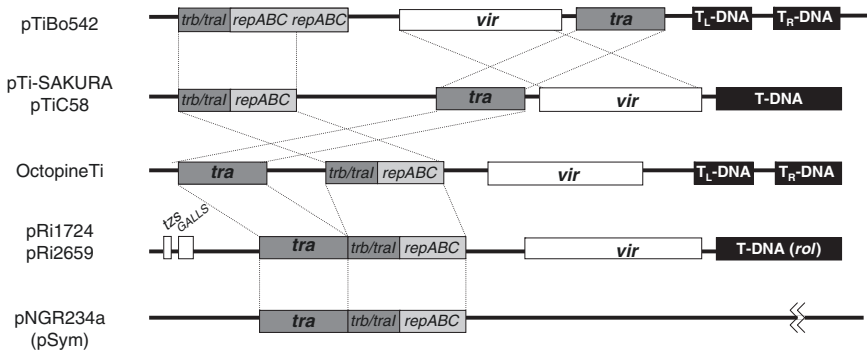 pTiBo542 trb/traI repABC repABC vir tra TL-DNA TR-DNA
pTi-SAKURA
pTiC58
trb/traI repABC tra vir T-DNA
OctopineTi tra trb/traI repABC vir TL-DNA TR-DNA
tzs GALLS
pRi1724
pRi2659
tra trb/traI repABC vir T-DNA (rol)
pNGR234a
(pSym)
tra trb/traI repABC